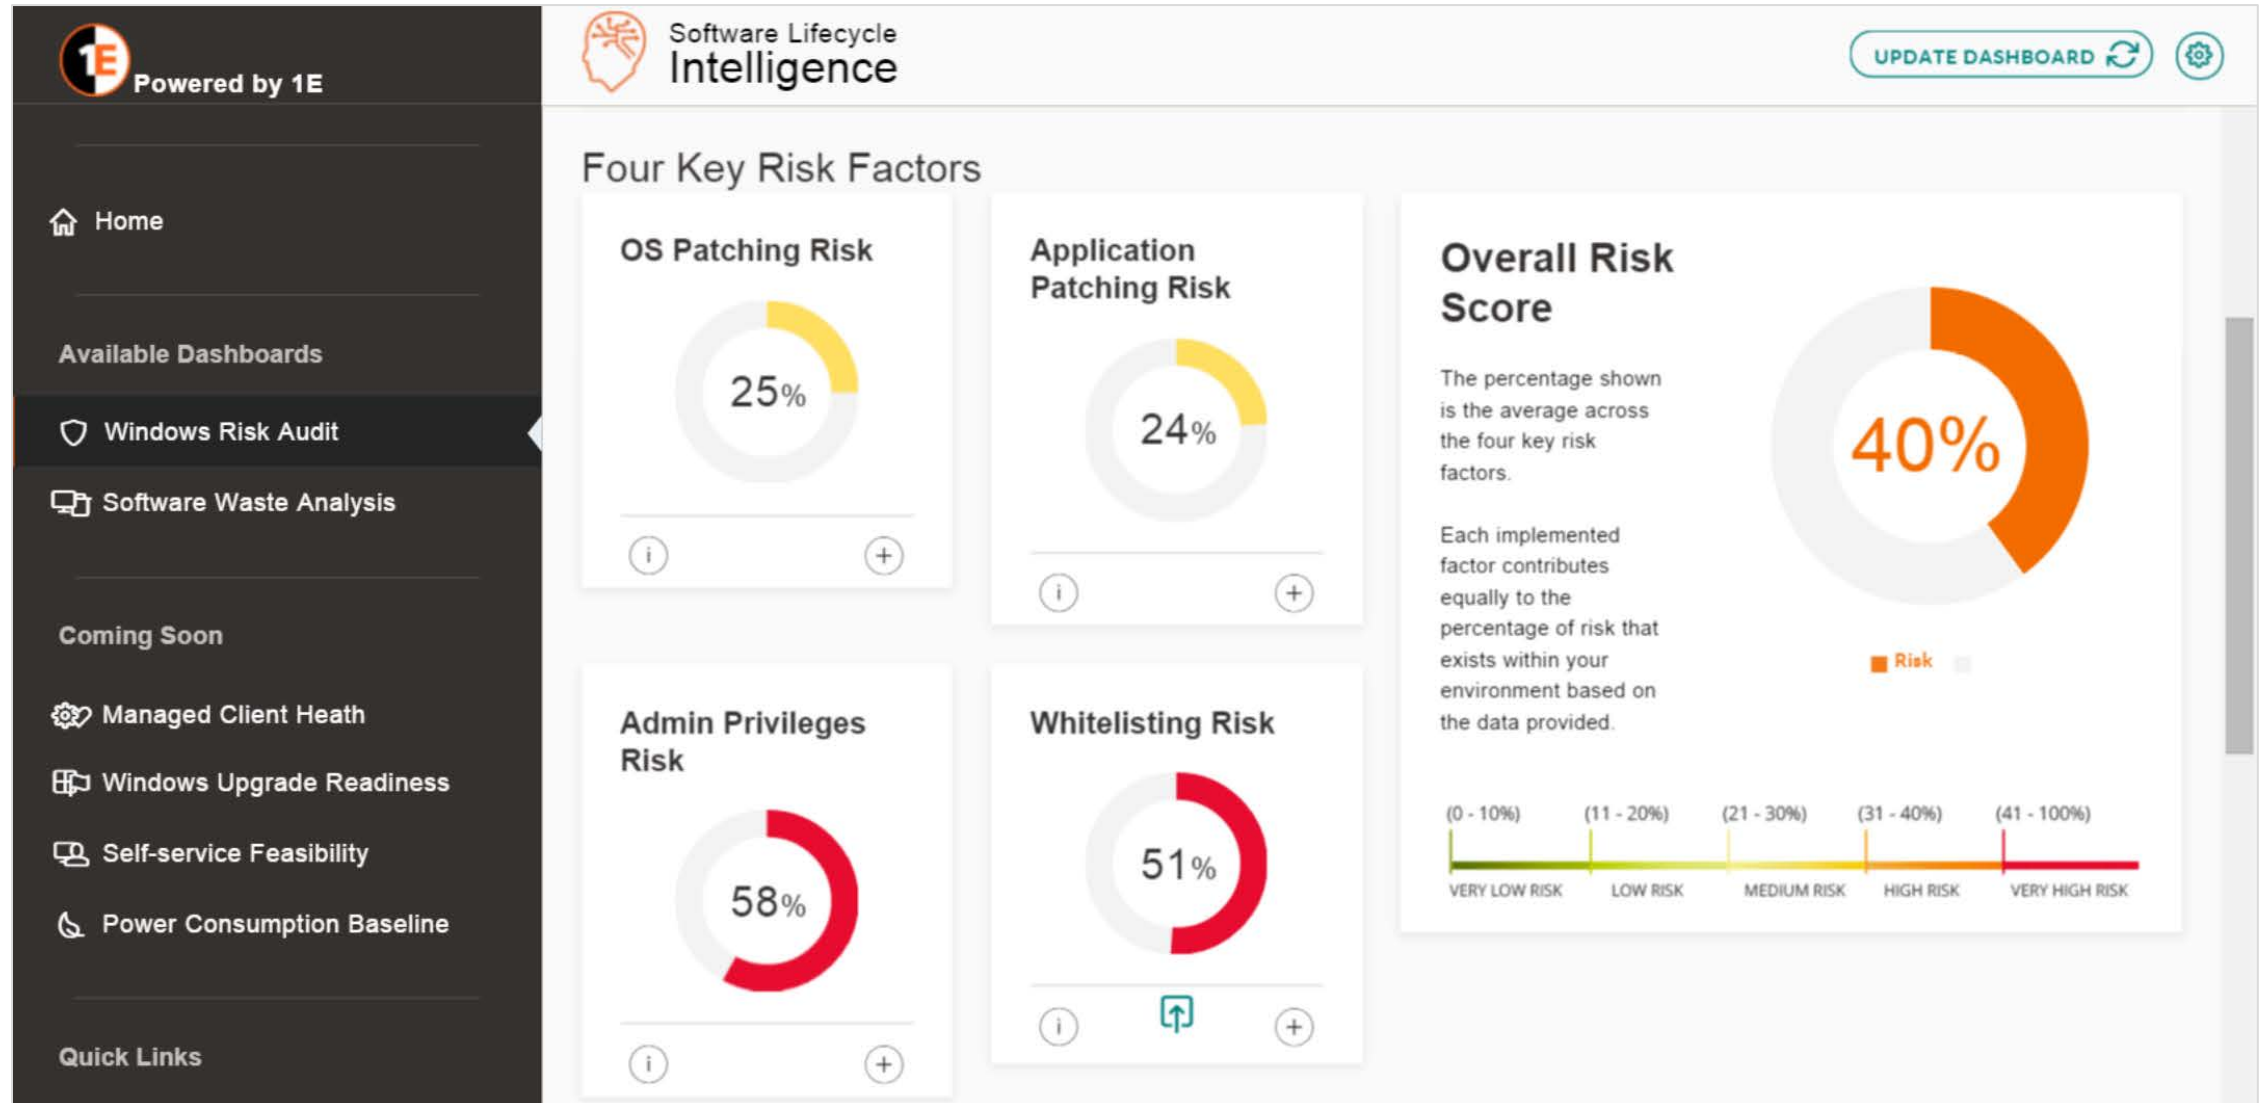 1E
Powered by 1E
Home
Available Dashboards
Windows Risk Audit
Software Waste Analysis
Coming Soon
Managed Client Heath
Windows Upgrade Readiness
Self-service Feasibility
Power Consumption Baseline
Quick Links
Software Lifecycle
Intelligence
UPDATE DASHBOARD
Four Key Risk Factors
OS Patching Risk
25%
i
+
Application
Patching Risk
24%
i
+
Admin Privileges
Risk
58%
i
+
Whitelisting Risk
51%
i
+
Overall Risk
Score
The percentage shown
is the average across
the four key risk
factors.
Each implemented
factor contributes
equally to the
percentage of risk that
exists within your
environment based on
the data provided.
40%
Risk
(0 - 10%) (11 - 20%) (21 - 30%) (31 - 40%) (41 - 100%)
VERY LOW RISK LOW RISK MEDIUM RISK HIGH RISK VERY HIGH RISK